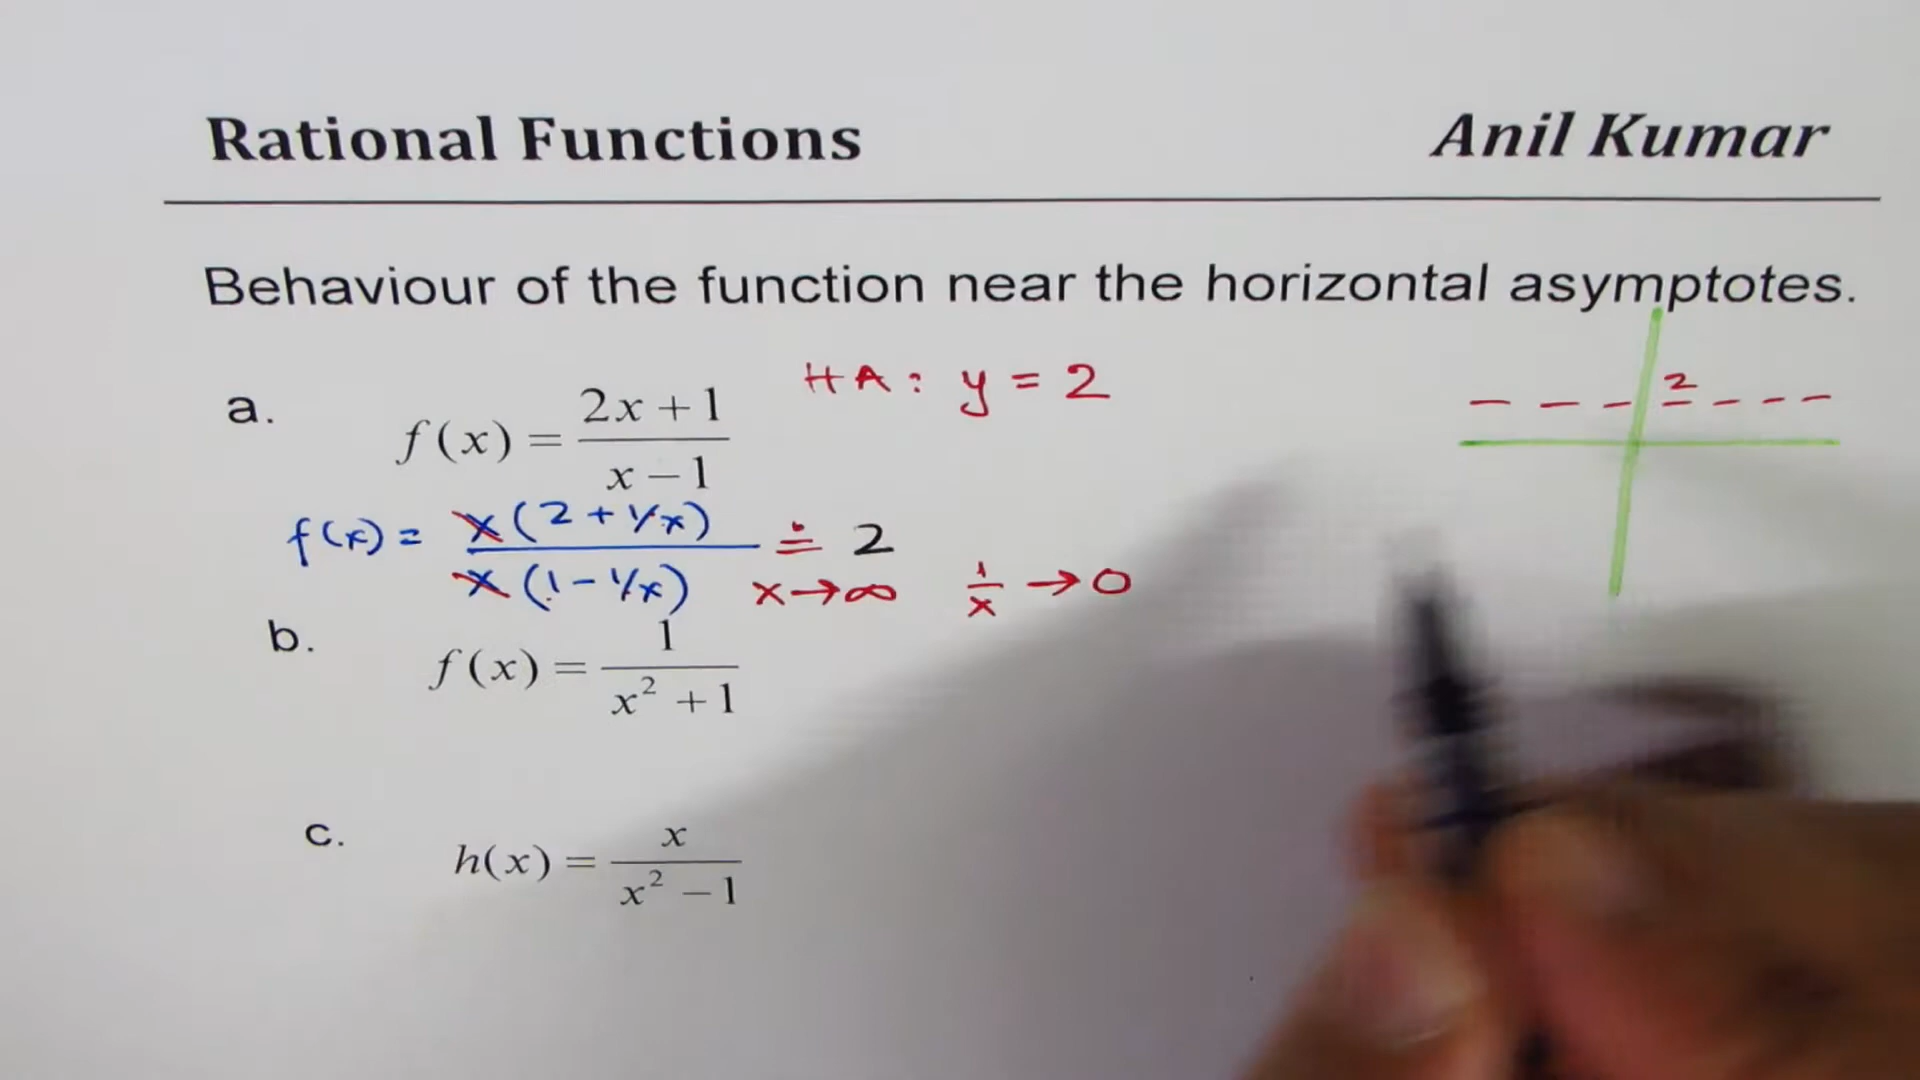 Rational Functions Anil Kumar
Behaviour of the function near the horizontal asymptotes.
a. f(x) = (2x + 1)/(x − 1) HA: y = 2
2
f(x) = x(2 + 1/x)/x(1 − 1/x) ≐ 2
x → ∞ 1/x → 0
b. f(x) = 1/(x² + 1)
c. h(x) = x/(x² − 1)